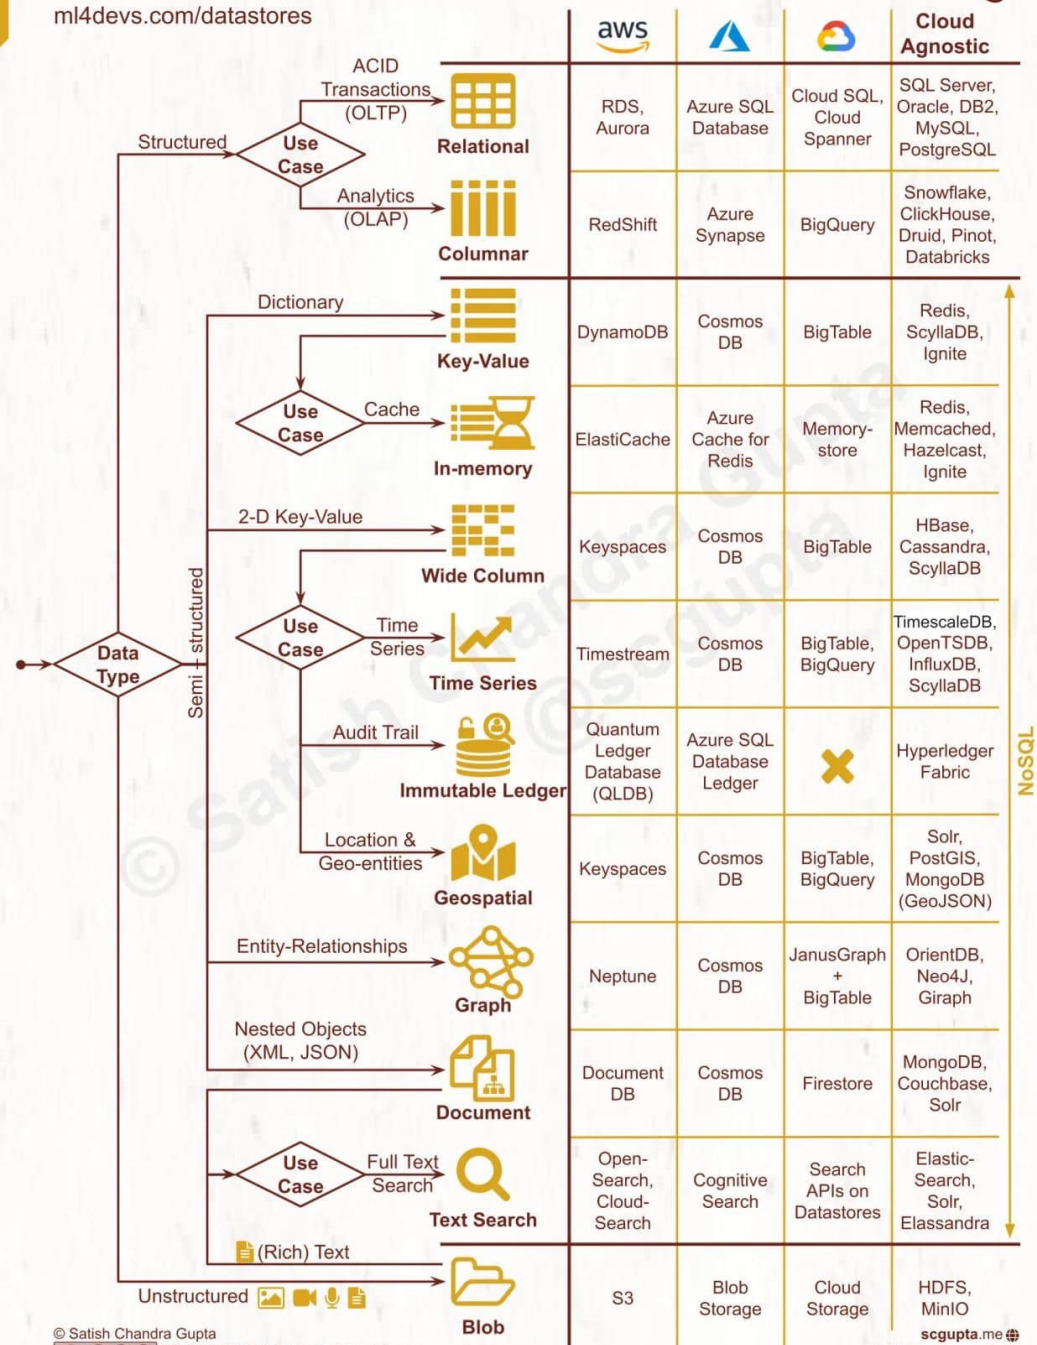 ml4devs.com/datastores
aws
Cloud
Agnostic
ACID
Transactions
(OLTP)
Structured
Use
Case
Relational
RDS,
Aurora
Azure SQL
Database
Cloud SQL,
Cloud
Spanner
SQL Server,
Oracle, DB2,
MySQL,
PostgreSQL
Analytics
(OLAP)
Columnar
RedShift
Azure
Synapse
BigQuery
Snowflake,
ClickHouse,
Druid, Pinot,
Databricks
Dictionary
Key-Value
DynamoDB
Cosmos
DB
BigTable
Redis,
ScyllaDB,
Ignite
Use
Case
Cache
In-memory
ElastiCache
Azure
Cache for
Redis
Memory-
store
Redis,
Memcached,
Hazelcast,
Ignite
2-D Key-Value
Wide Column
Keyspaces
Cosmos
DB
BigTable
HBase,
Cassandra,
ScyllaDB
Data
Type
Semi - structured
Use
Case
Time
Series
Time Series
Timestream
Cosmos
DB
BigTable,
BigQuery
TimescaleDB,
OpenTSDB,
InfluxDB,
ScyllaDB
Audit Trail
Immutable Ledger
Quantum
Ledger
Database
(QLDB)
Azure SQL
Database
Ledger
Hyperledger
Fabric
NoSQL
Location &
Geo-entities
Geospatial
Keyspaces
Cosmos
DB
BigTable,
BigQuery
Solr,
PostGIS,
MongoDB
(GeoJSON)
Entity-Relationships
Graph
Neptune
Cosmos
DB
JanusGraph
+
BigTable
OrientDB,
Neo4J,
Giraph
Nested Objects
(XML, JSON)
Document
Document
DB
Cosmos
DB
Firestore
MongoDB,
Couchbase,
Solr
Use
Case
Full Text
Search
Text Search
Open-
Search,
Cloud-
Search
Cognitive
Search
Search
APIs on
Datastores
Elastic-
Search,
Solr,
Elassandra
(Rich) Text
Unstructured
Blob
S3
Blob
Storage
Cloud
Storage
HDFS,
MinIO
© Satish Chandra Gupta
@scgupta
© Satish Chandra Gupta
scgupta.me